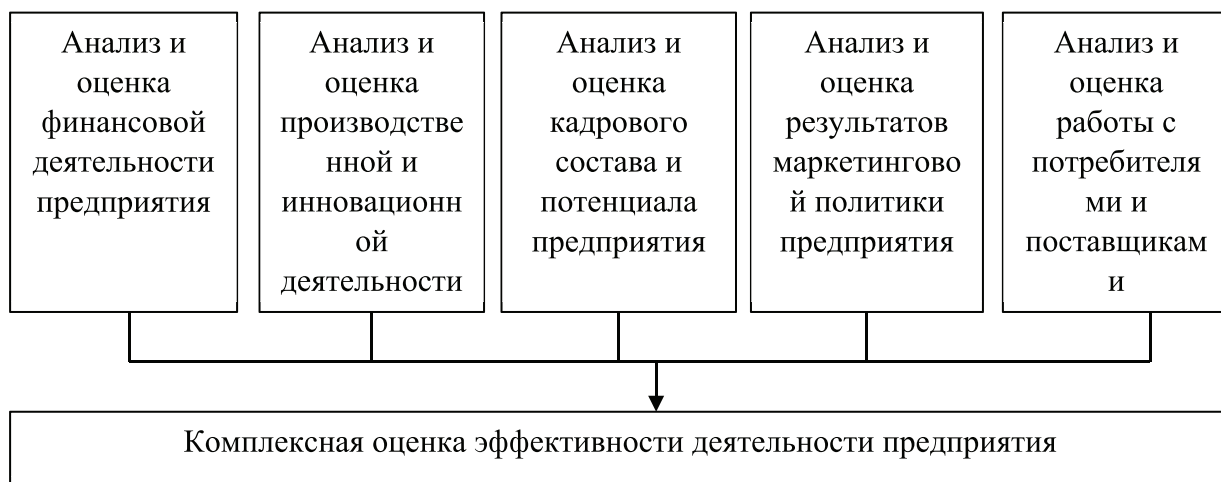 Анализ и
оценка
финансовой
деятельности
предприятия
Анализ и
оценка
производстве
нной и
инновационн
ой
деятельности
Анализ и
оценка
кадрового
состава и
потенциала
предприятия
Анализ и
оценка
результатов
маркетингово
й политики
предприятия
Анализ и
оценка
работы с
потребителя
ми и
поставщикам
и
Комплексная оценка эффективности деятельности предприятия